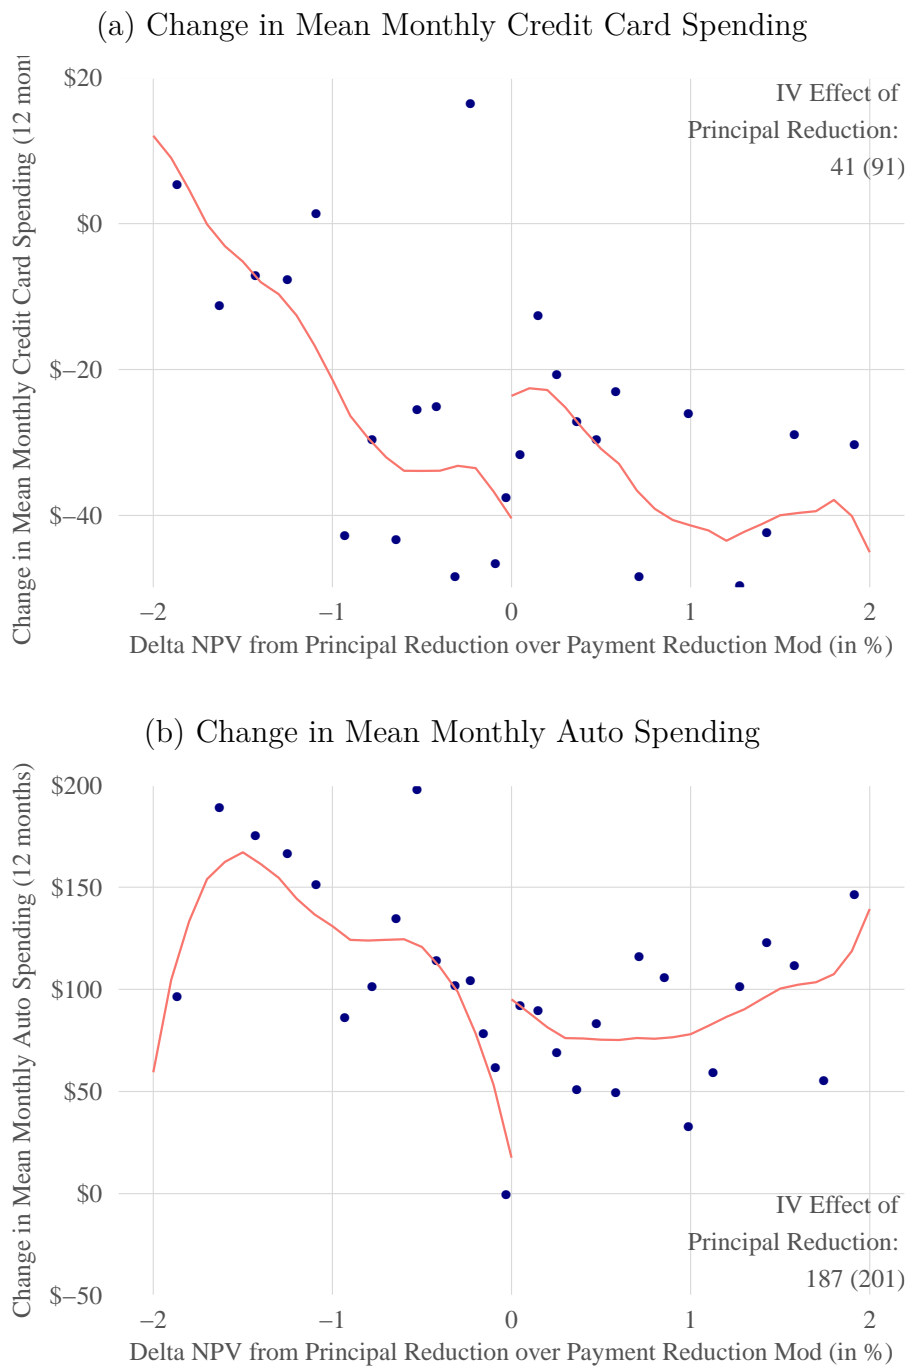 (a) Change in Mean Monthly Credit Card Spending
Change in Mean Monthly Credit Card Spending (12 mon
$20
$0
$–20
$–40
IV Effect of
Principal Reduction:
41 (91)
–2
–1
0
1
2
Delta NPV from Principal Reduction over Payment Reduction Mod (in %)
(b) Change in Mean Monthly Auto Spending
Change in Mean Monthly Auto Spending (12 months)
$200
$150
$100
$50
$0
$–50
IV Effect of
Principal Reduction:
187 (201)
–2
–1
0
1
2
Delta NPV from Principal Reduction over Payment Reduction Mod (in %)